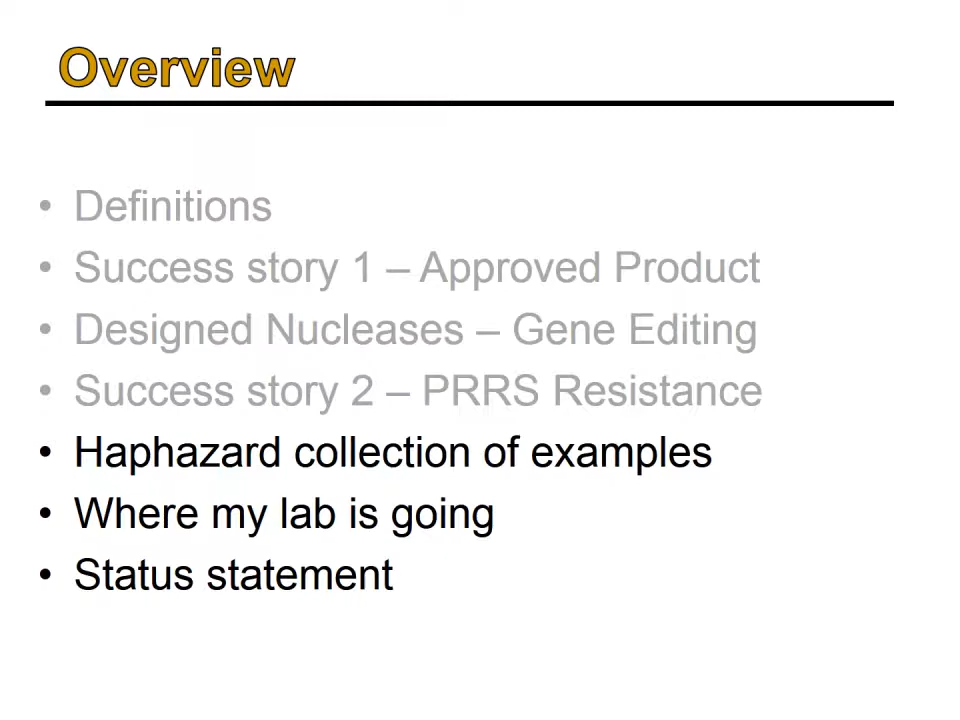 Overview
• Definitions
• Success story 1 – Approved Product
• Designed Nucleases – Gene Editing
• Success story 2 – PRRS Resistance
• Haphazard collection of examples
• Where my lab is going
• Status statement